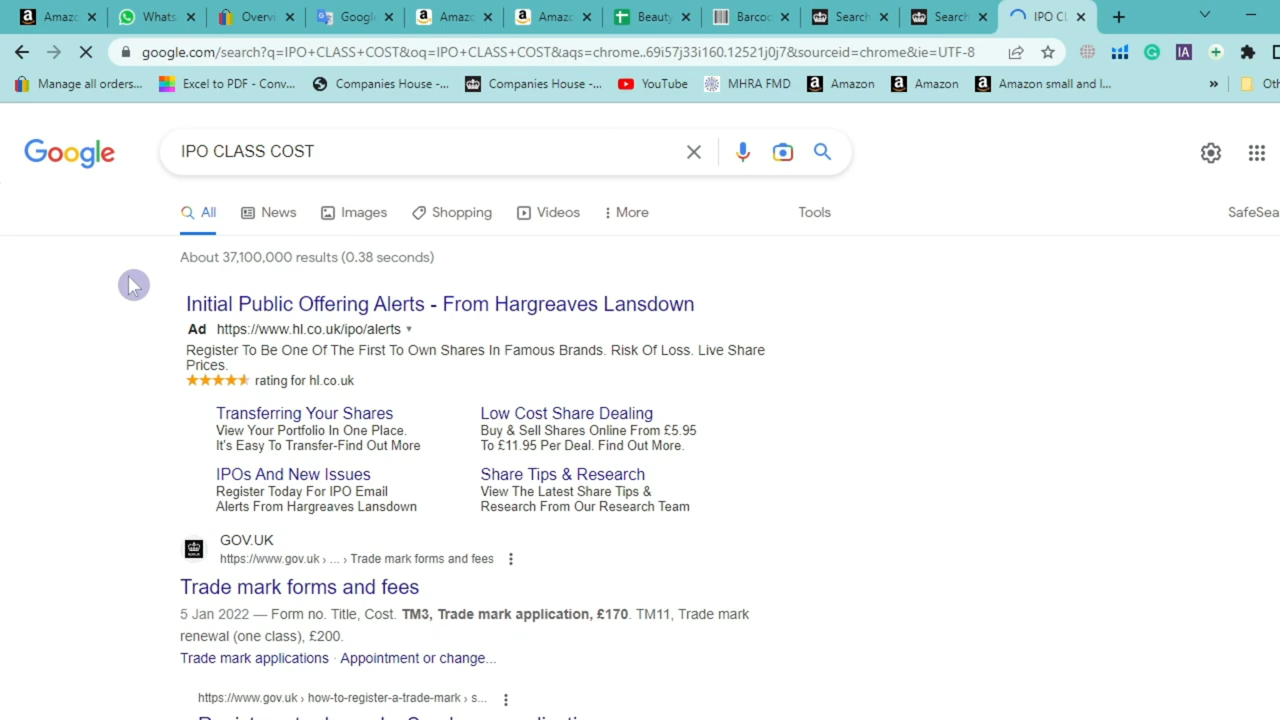 Amazc
Whats.
Overvi
Google
Amazc
Amazc
Beauty
Barco
Search
Search
IPO CL
google.com/search?q=IPO+CLASS+COST&oq=IPO+CLASS+COST&aqs=chrome..69i57j33i160.12521j0j7&sourceid=chrome&ie=UTF-8
Manage all orders...
Excel to PDF - Conv...
Companies House -...
Companies House -...
YouTube
MHRA FMD
Amazon
Amazon
Amazon small and l...
»
Oth
Google
IPO CLASS COST
All
News
Images
Shopping
Videos
More
Tools
SafeSea
About 37,100,000 results (0.38 seconds)
Initial Public Offering Alerts - From Hargreaves Lansdown
Ad https://www.hl.co.uk/ipo/alerts
Register To Be One Of The First To Own Shares In Famous Brands. Risk Of Loss. Live Share
Prices.
rating for hl.co.uk
Transferring Your Shares
View Your Portfolio In One Place.
It's Easy To Transfer-Find Out More
Low Cost Share Dealing
Buy & Sell Shares Online From £5.95
To £11.95 Per Deal. Find Out More.
IPOs And New Issues
Register Today For IPO Email
Alerts From Hargreaves Lansdown
Share Tips & Research
View The Latest Share Tips &
Research From Our Research Team
GOV.UK
https://www.gov.uk › ... › Trade mark forms and fees
Trade mark forms and fees
5 Jan 2022 — Form no. Title, Cost. TM3, Trade mark application, £170. TM11, Trade mark
renewal (one class), £200.
Trade mark applications · Appointment or change...
https://www.gov.uk › how-to-register-a-trade-mark › s...